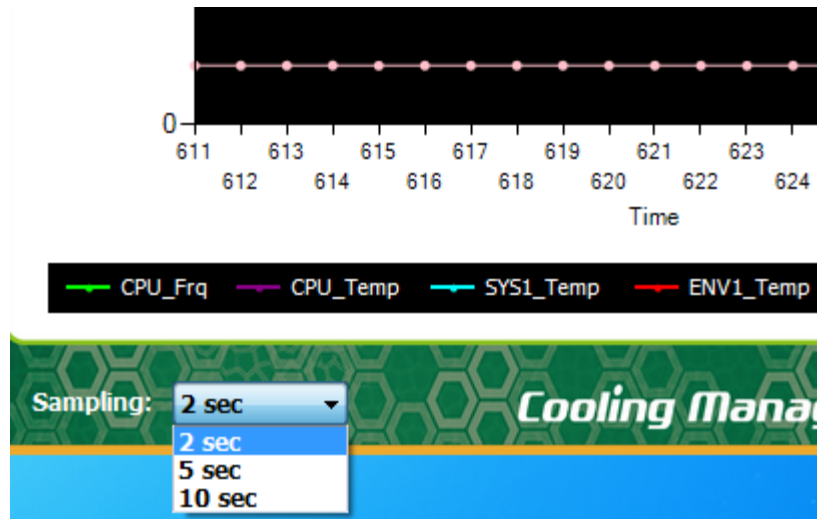 0
611 613 615 617 619 621 623
612 614 616 618 620 622 624
Time
CPU_Frq CPU_Temp SYS1_Temp ENV1_Temp
Sampling: 2 sec Cooling Mana
2 sec
5 sec
10 sec